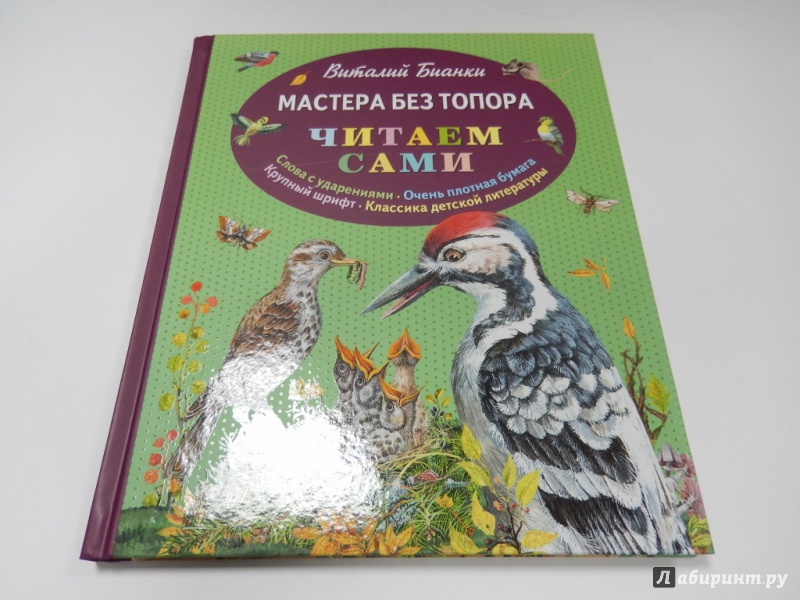 Виталий Бианки
МАСТЕРА БЕЗ ТОПОРА
ЧИТАЕМ
САМИ
Слова с ударениями • Очень плотная бумага
Крупный шрифт • Классика детской литературы
Лабиринт.ру